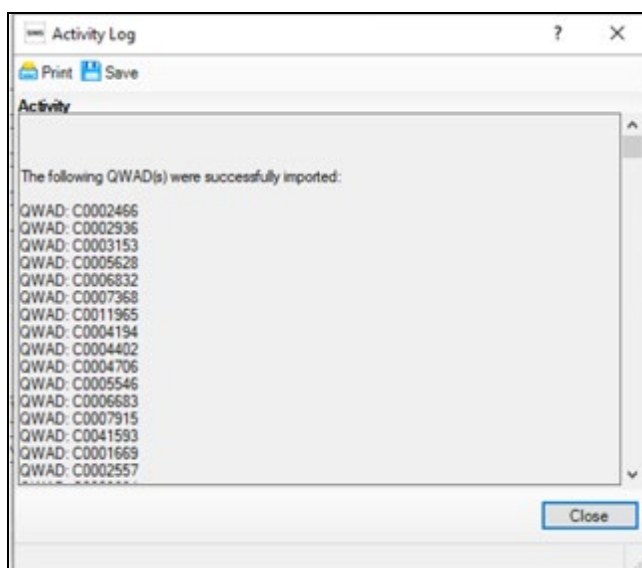 SIMS Activity Log
Print Save
Activity
The following QWAD(s) were successfully imported:
QWAD: C0002466
QWAD: C0002936
QWAD: C0003153
QWAD: C0005628
QWAD: C0006832
QWAD: C0007368
QWAD: C0011965
QWAD: C0004194
QWAD: C0004402
QWAD: C0004706
QWAD: C0005546
QWAD: C0006683
QWAD: C0007915
QWAD: C0041593
QWAD: C0001669
QWAD: C0002557
Close